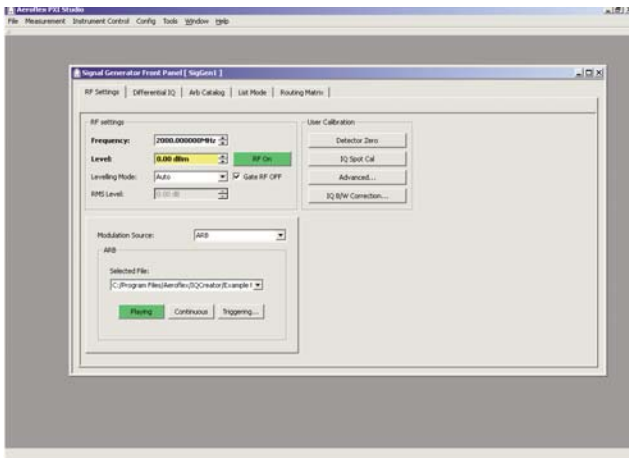 Aeroflex PXI Studio
File Measurement Instrument Control Config Tools Window Help
Signal Generator Front Panel [ SigGen1 ]
RF Settings Differential IQ Arb Catalog List Mode Routing Matrix
RF settings User Calibration
Frequency: 2000.000000MHz Detector Zero
Level: 0.00 dBm RF On IQ Spot Cal
Levelling Mode: Auto Gate RF OFF Advanced...
RMS Level: 0.00 dB IQ B/W Correction...
Modulation Source: ARB
ARB
Selected File:
C:/Program Files/Aeroflex/IQCreator/Example
Playing Continuous Triggering...